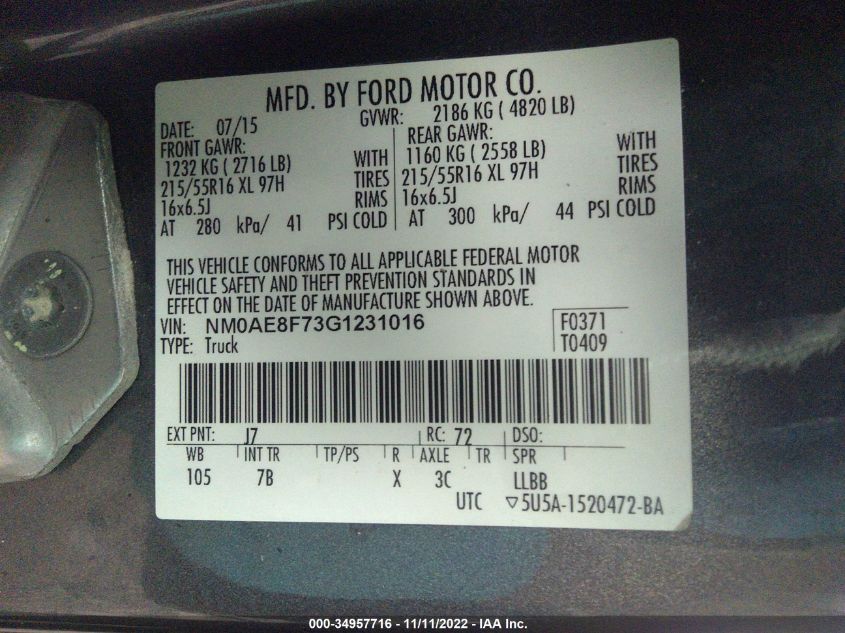 MFD. BY FORD MOTOR CO.
DATE: 07/15 GVWR: 2186 KG ( 4820 LB)
FRONT GAWR: REAR GAWR:
1232 KG ( 2716 LB) WITH 1160 KG ( 2558 LB) WITH
215/55R16 XL 97H TIRES 215/55R16 XL 97H TIRES
16x6.5J RIMS 16x6.5J RIMS
AT 280 kPa/ 41 PSI COLD AT 300 kPa/ 44 PSI COLD
THIS VEHICLE CONFORMS TO ALL APPLICABLE FEDERAL MOTOR
VEHICLE SAFETY AND THEFT PREVENTION STANDARDS IN
EFFECT ON THE DATE OF MANUFACTURE SHOWN ABOVE.
VIN: NM0AE8F73G1231016 F0371
TYPE: Truck T0409
EXT PNT: J7 RC: 72 DSO:
WB INT TR TP/PS R AXLE TR SPR
105 7B X 3C LLBB
UTC ▽5U5A-1520472-BA
000-34957716 - 11/11/2022 - IAA Inc.